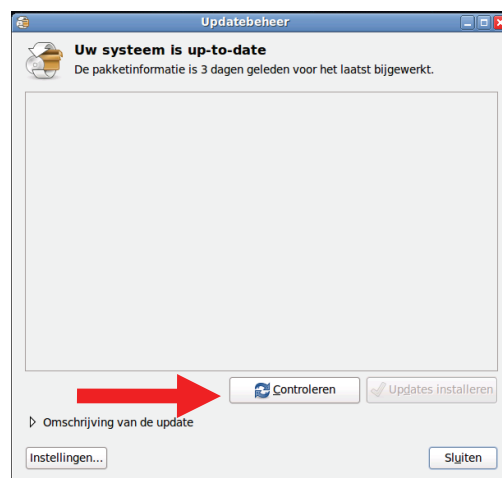 Updatebeheer
Uw systeem is up-to-date
De pakketinformatie is 3 dagen geleden voor het laatst bijgewerkt.
Controleren
Updates installeren
Omschrijving van de update
Instellingen...
Sluiten